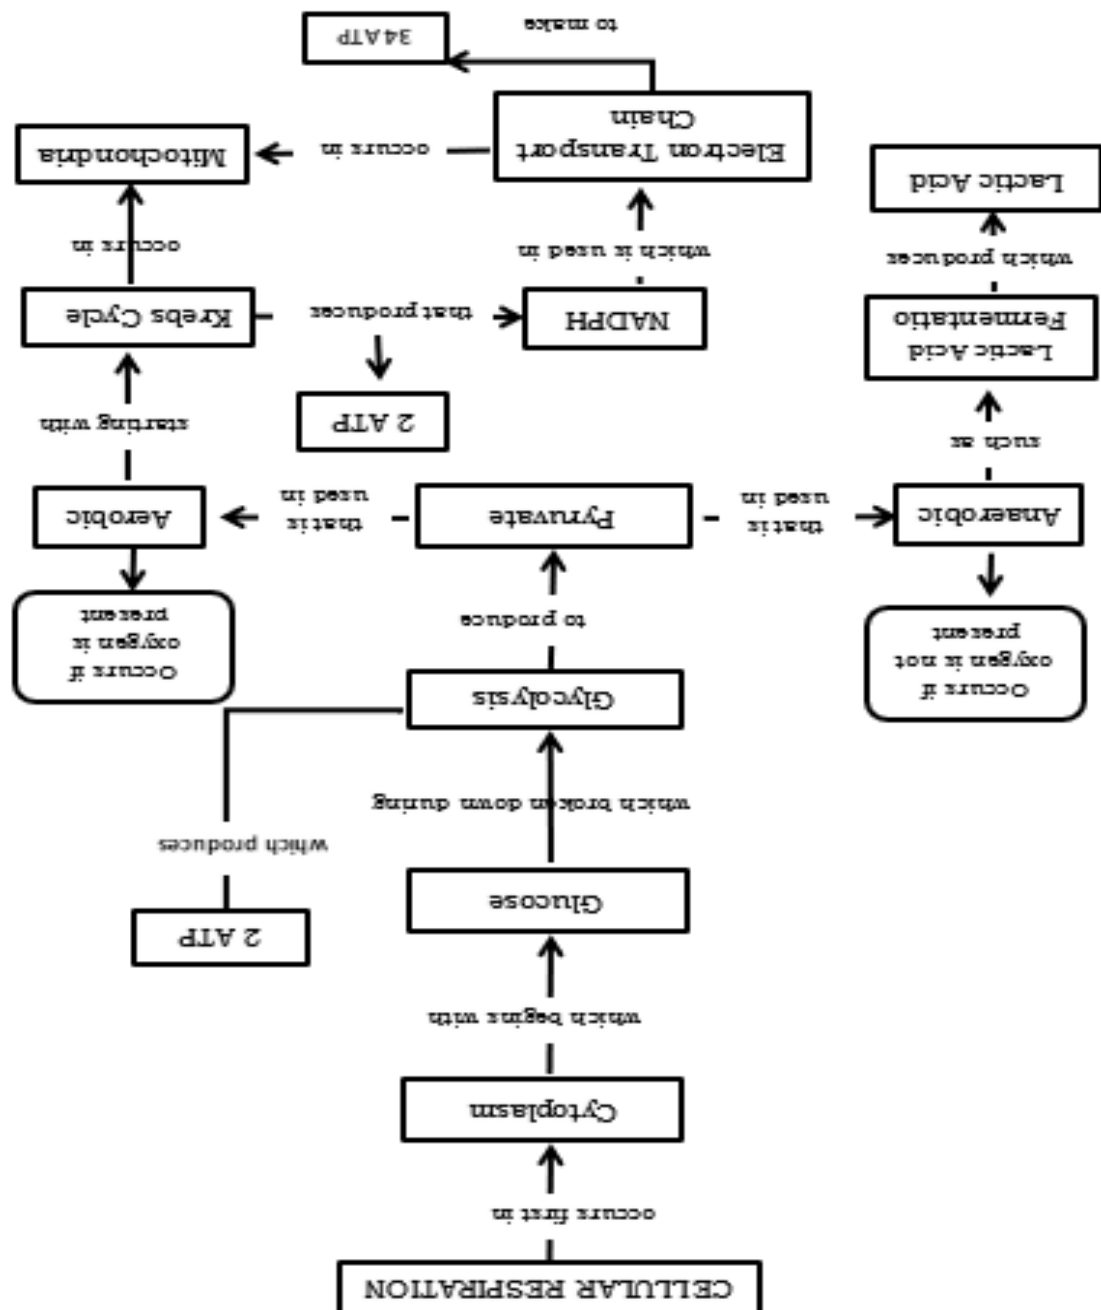 CELLULAR RESPIRATION
occurs first in
Cytoplasm
which begins with
Glucose
2 ATP
which produces
which broken down during
Glycolysis
to produce
Occurs if
oxygen is not
present
Occurs if
oxygen is
present
Anaerobic
that is
used in
Pyruvate
that is
used in
Aerobic
such as
2 ATP
starting with
Lactic Acid
Fermentatio
NADPH
that produces
Krebs Cycle
which produces
which is used in
occurs in
Lactic Acid
Electron Transport
Chain
occurs in
Mitochondria
to make
34 ATP